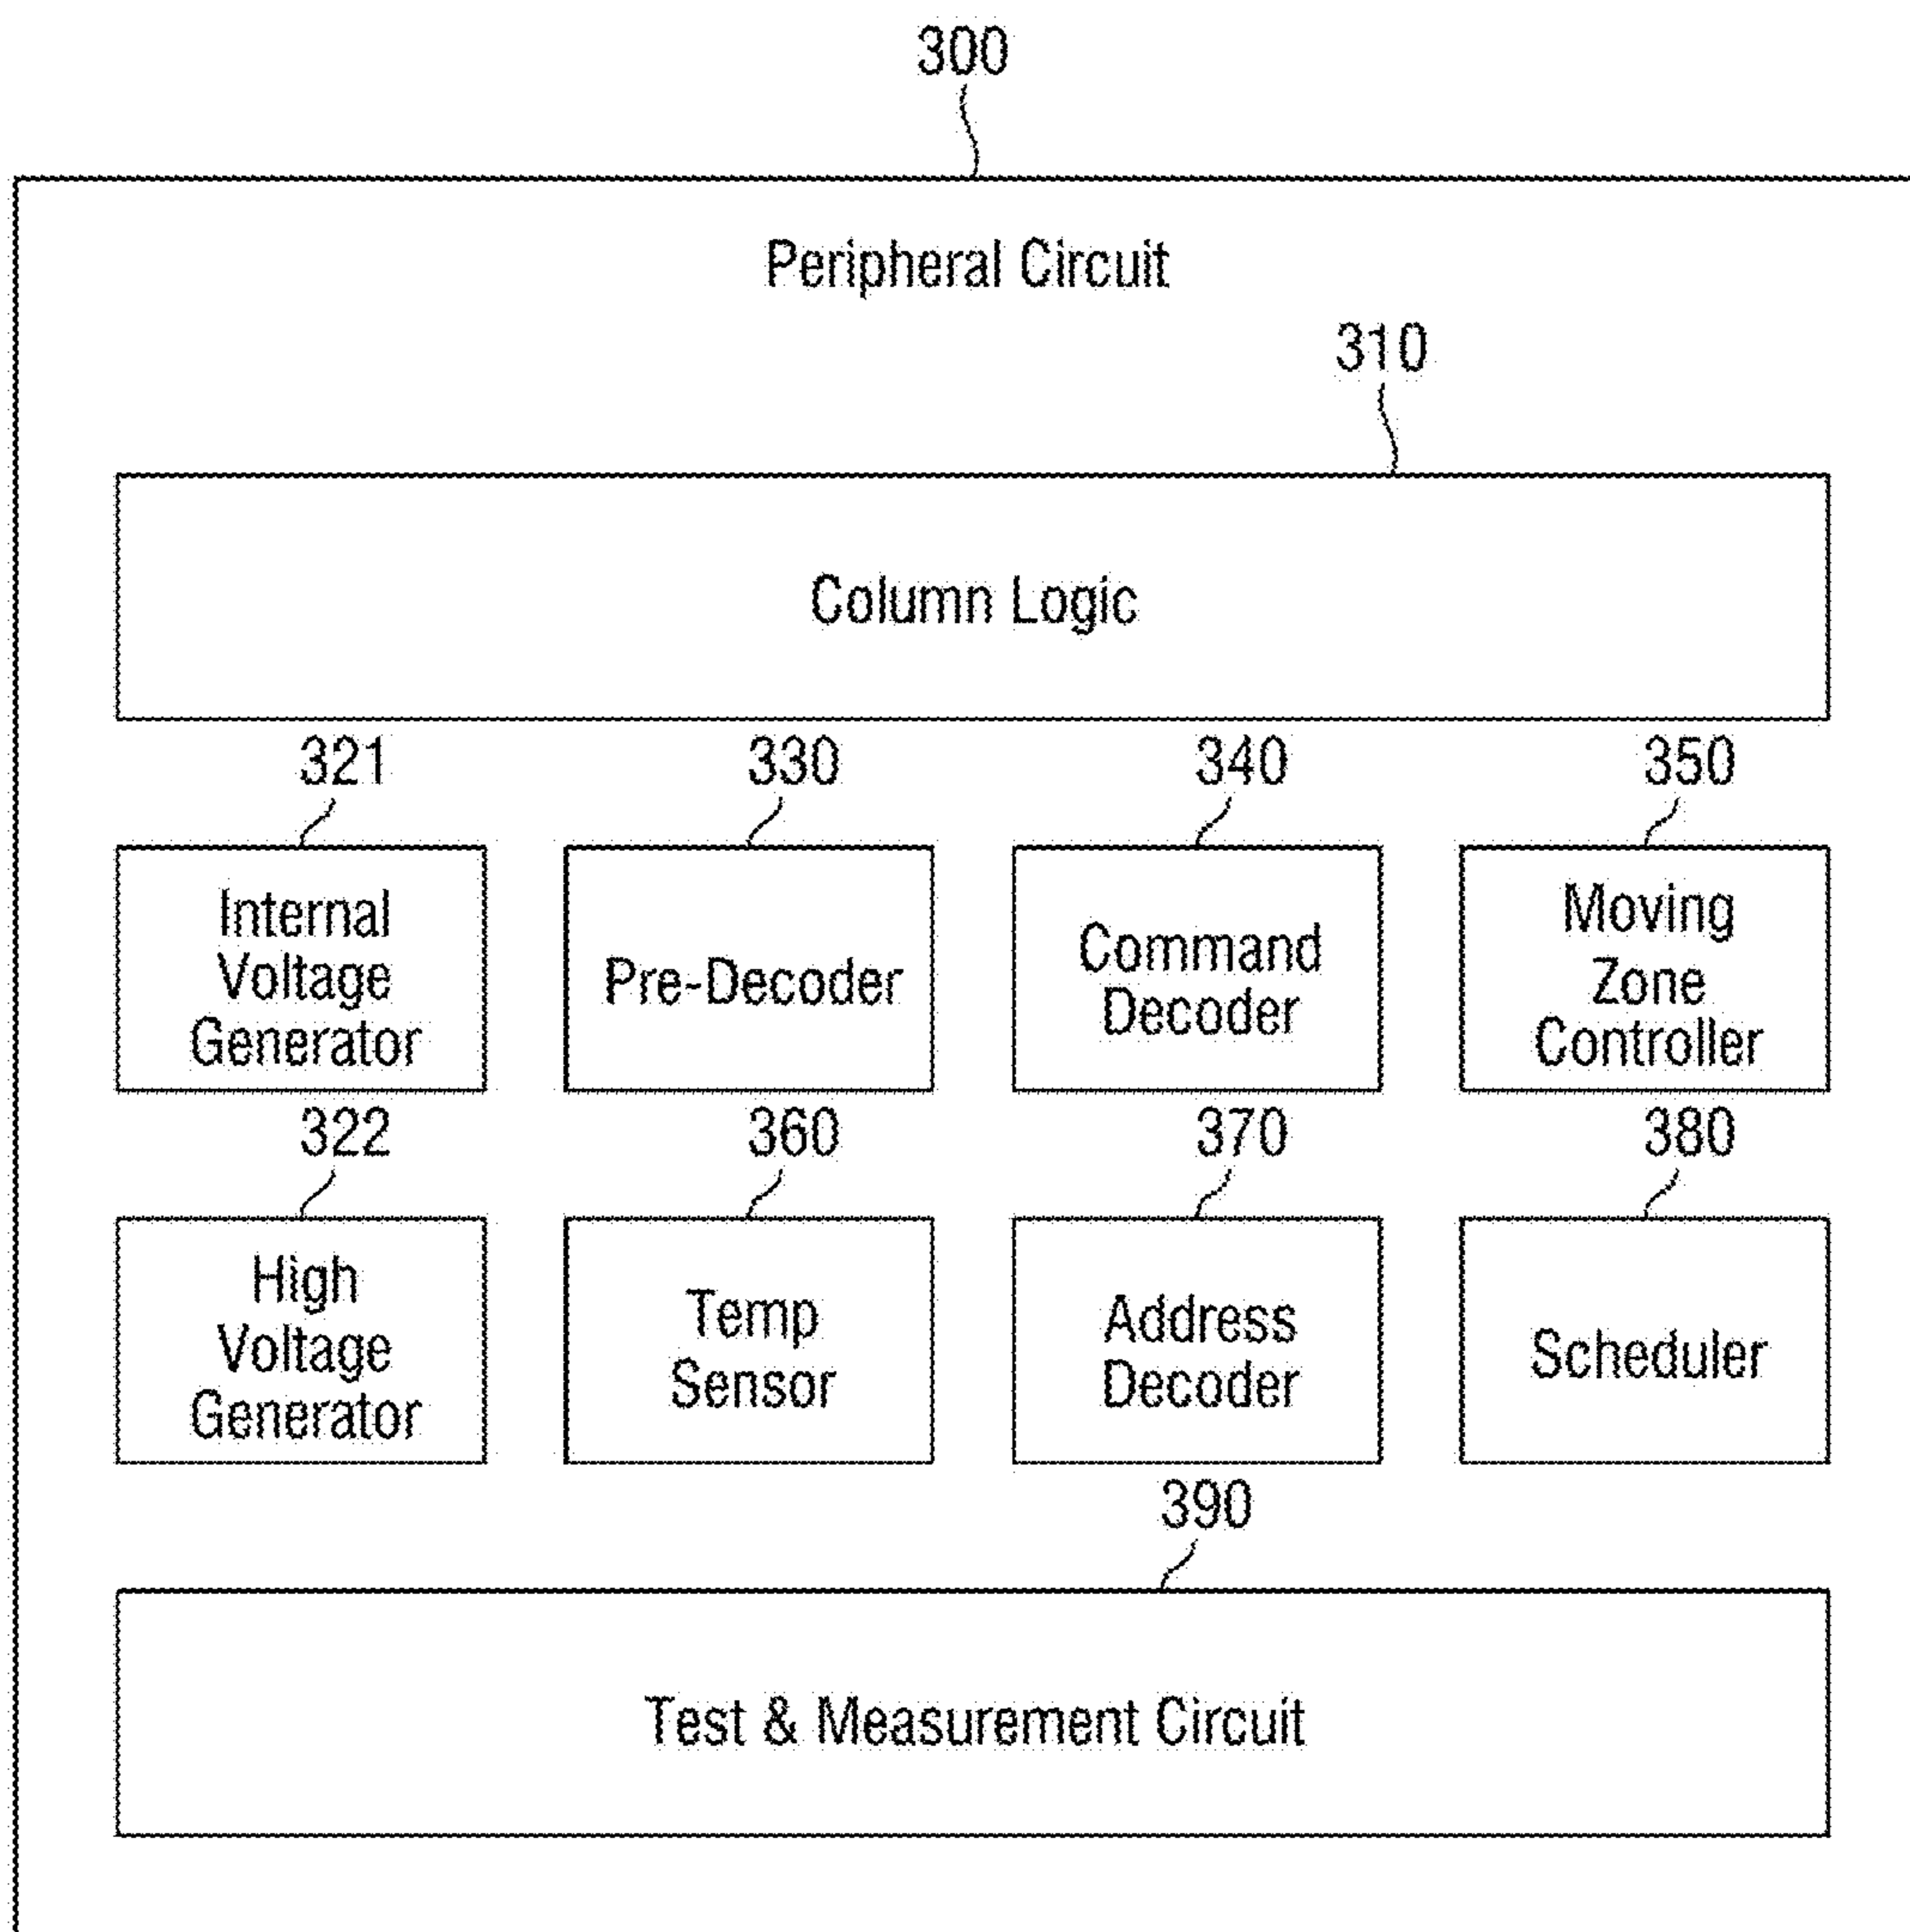 300
Peripheral Circuit
310
Column Logic
321 330 340 350
Internal
Voltage
Generator
Pre-Decoder
Command
Decoder
Moving
Zone
Controller
322 360 370 380
High
Voltage
Generator
Temp
Sensor
Address
Decoder
Scheduler
390
Test & Measurement Circuit